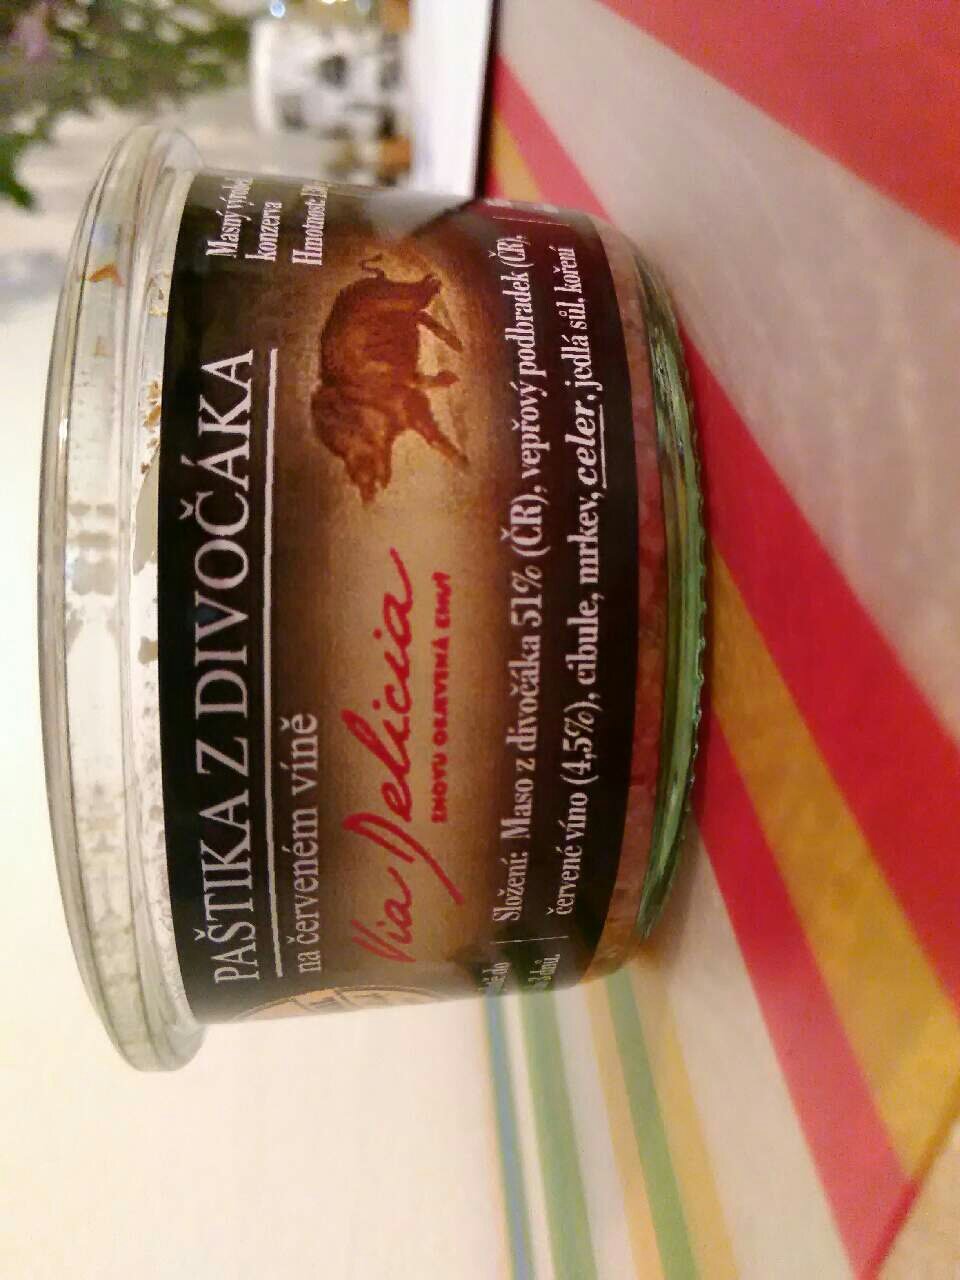 PAŠTIKA Z DIVOČÁKA
na červeném víně
Masný
konzerva
Hmotnost:
Via Delicia
ZNOVU OBJEVENÁ CHUŤ
Složení: Maso z divočáka 51% (ČR), vepřový podbradek (ČR),
červené víno (4,5%), cibule, mrkev, celer, jedlá sůl, koření